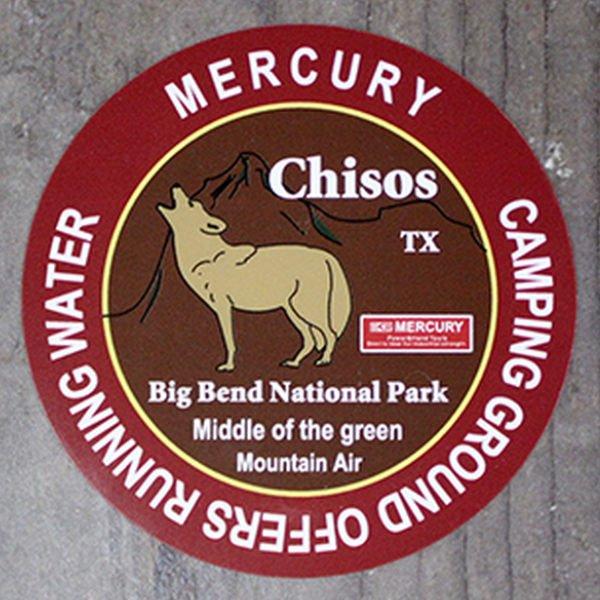 MERCURY
CAMPING GROUND OFFERS RUNNING WATER
Chisos
TX
MERCURY
Big Bend National Park
Middle of the green
Mountain Air